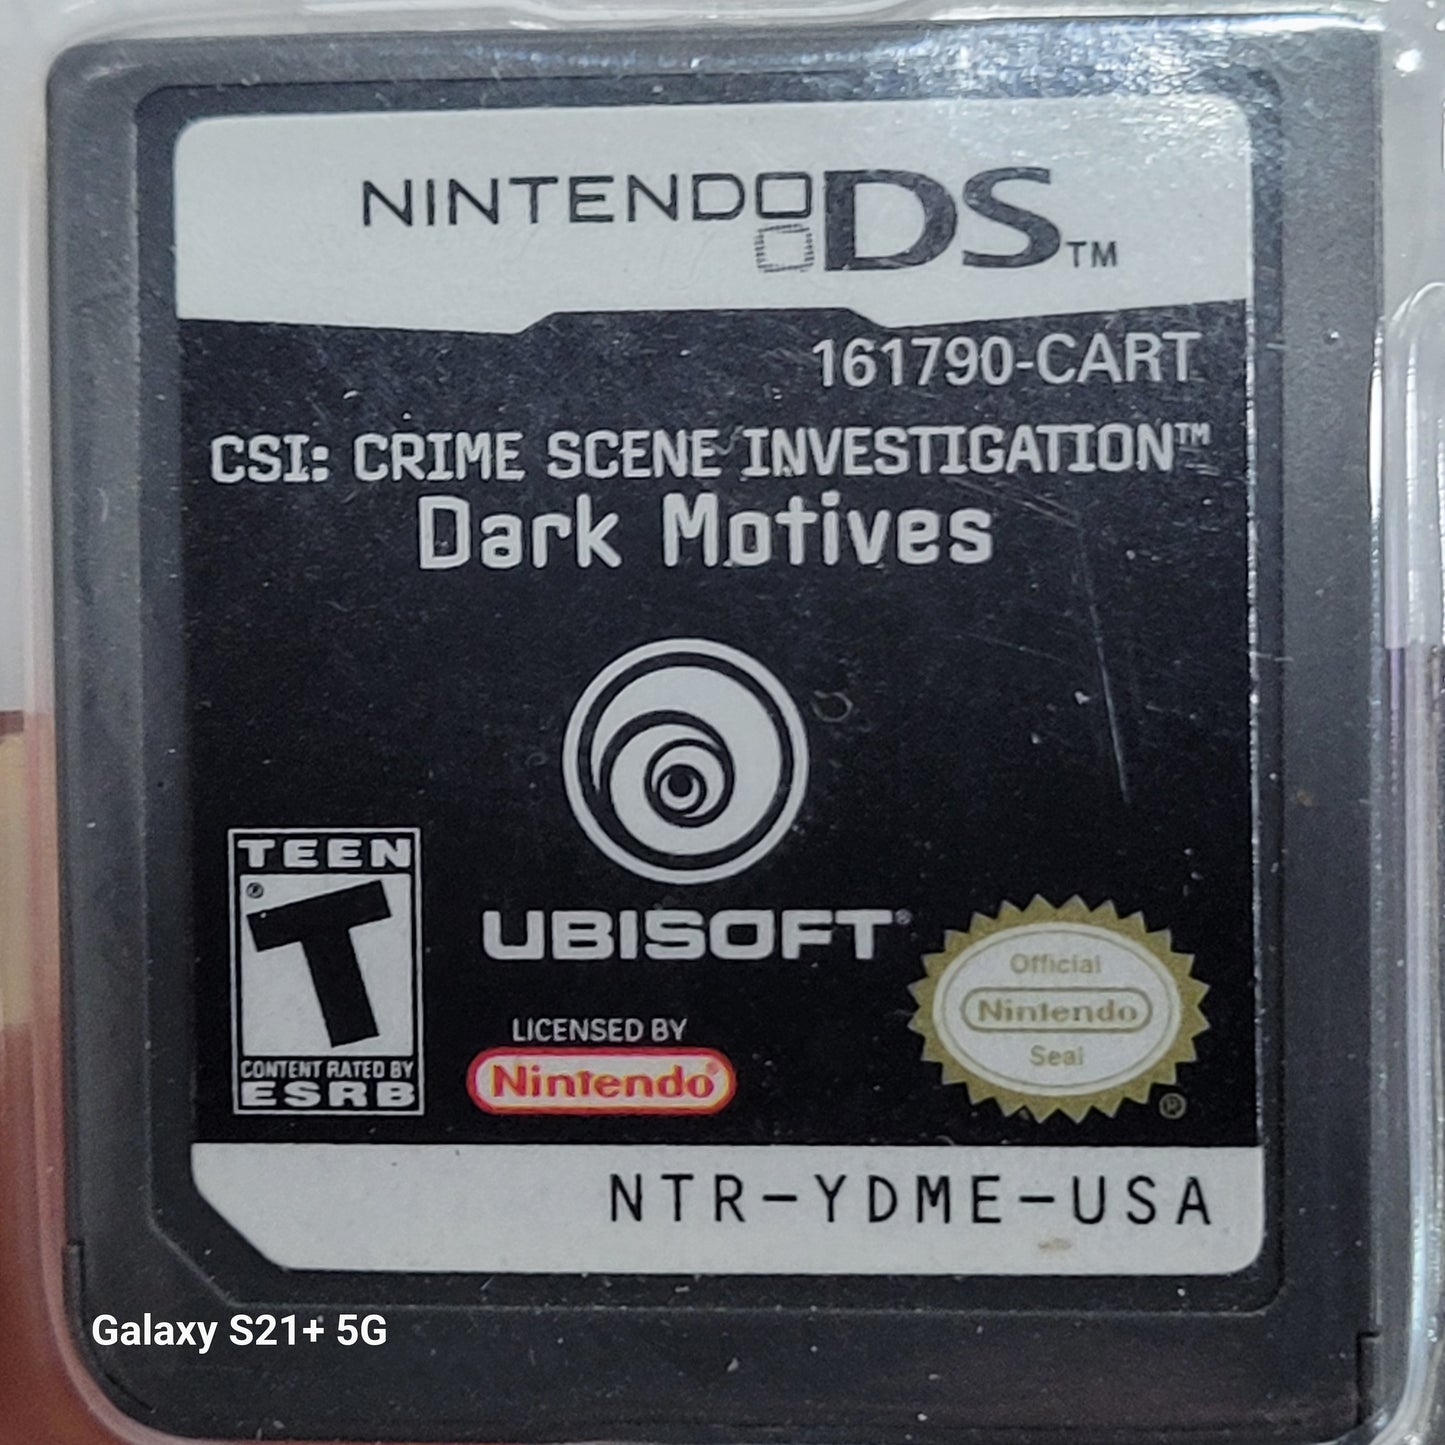 NINTENDO DS™
161790-CART
CSI: CRIME SCENE INVESTIGATION™
Dark Motives
UBISOFT®
TEEN
®
T
CONTENT RATED BY
ESRB
LICENSED BY
Nintendo®
Official
Nintendo
Seal
®
NTR-YDME-USA
Galaxy S21+ 5G